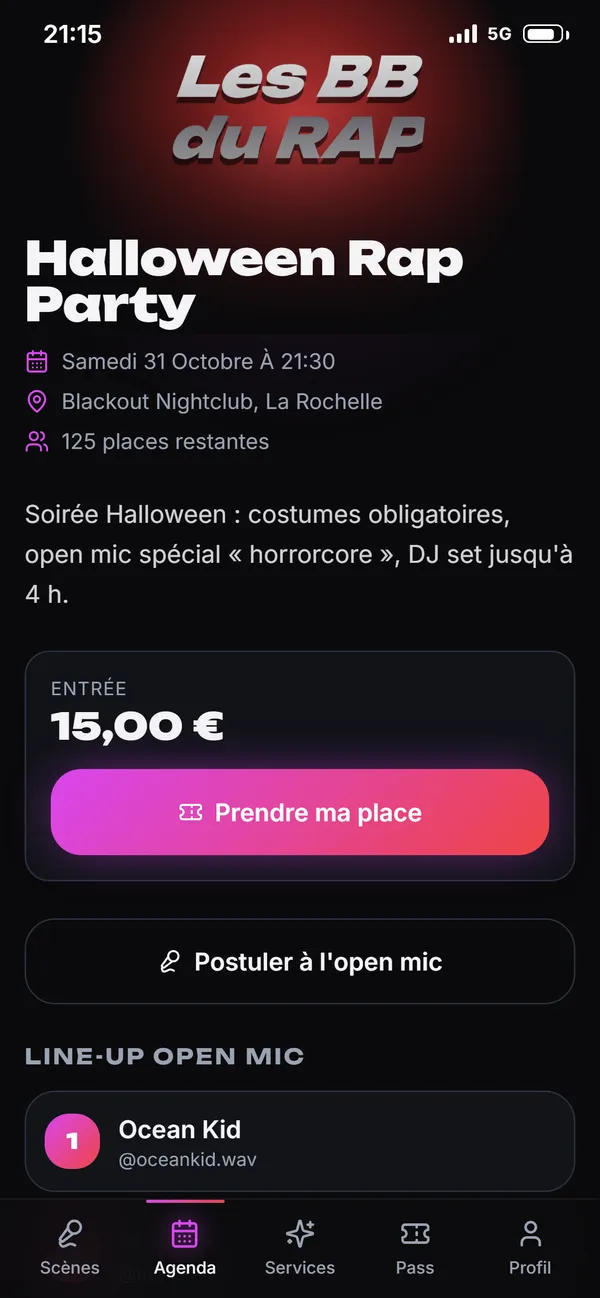 21:15
5G
Les BB
du RAP
Halloween Rap
Party
Samedi 31 Octobre À 21:30
Blackout Nightclub, La Rochelle
125 places restantes
Soirée Halloween : costumes obligatoires,
open mic spécial « horrorcore », DJ set jusqu'à
4 h.
ENTRÉE
15,00 €
Prendre ma place
Postuler à l'open mic
LINE-UP OPEN MIC
1
Ocean Kid
@oceankid.wav
Scènes
Agenda
Services
Pass
Profil